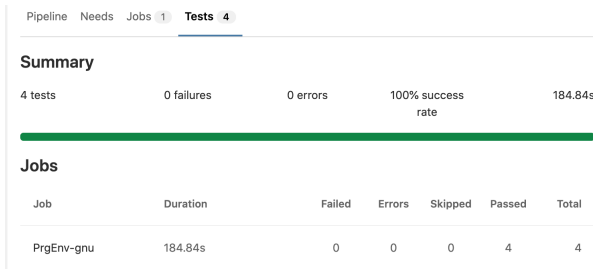 Pipeline Needs Jobs 1 Tests 4
Summary
4 tests 0 failures 0 errors 100% success rate 184.84s
Jobs
Job Duration Failed Errors Skipped Passed Total
PrgEnv-gnu 184.84s 0 0 0 4 4